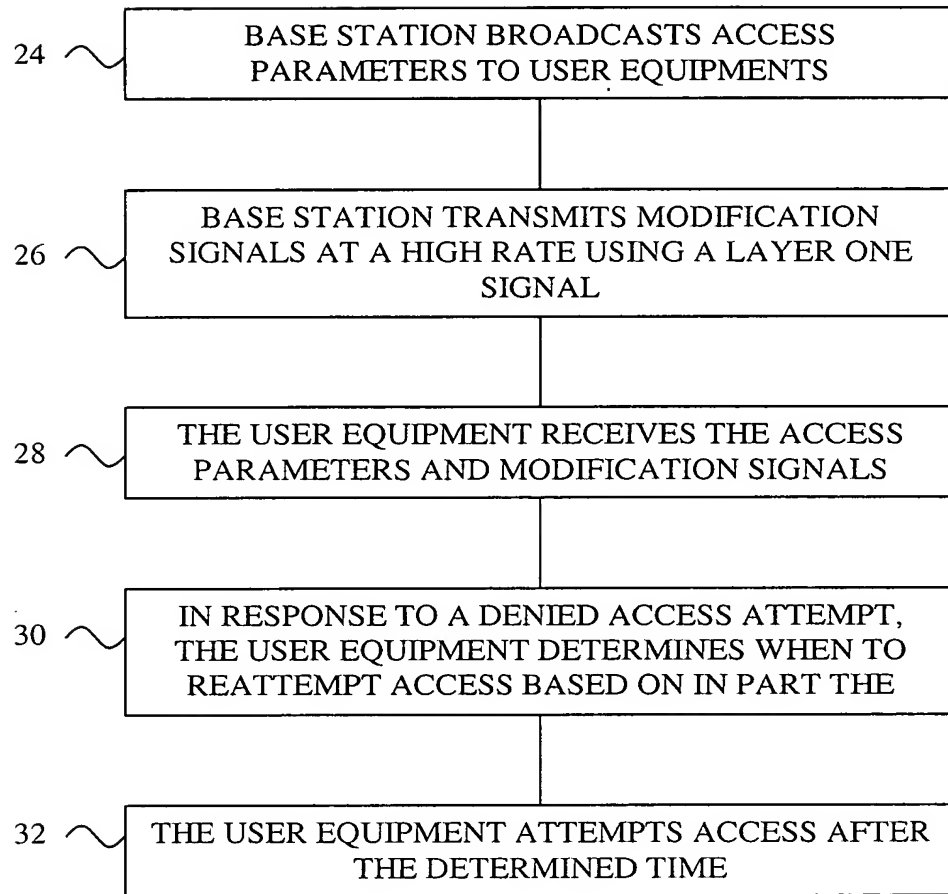 24
BASE STATION BROADCASTS ACCESS
PARAMETERS TO USER EQUIPMENTS
26
BASE STATION TRANSMITS MODIFICATION
SIGNALS AT A HIGH RATE USING A LAYER ONE
SIGNAL
28
THE USER EQUIPMENT RECEIVES THE ACCESS
PARAMETERS AND MODIFICATION SIGNALS
30
IN RESPONSE TO A DENIED ACCESS ATTEMPT,
THE USER EQUIPMENT DETERMINES WHEN TO
REATTEMPT ACCESS BASED ON IN PART THE
32
THE USER EQUIPMENT ATTEMPTS ACCESS AFTER
THE DETERMINED TIME